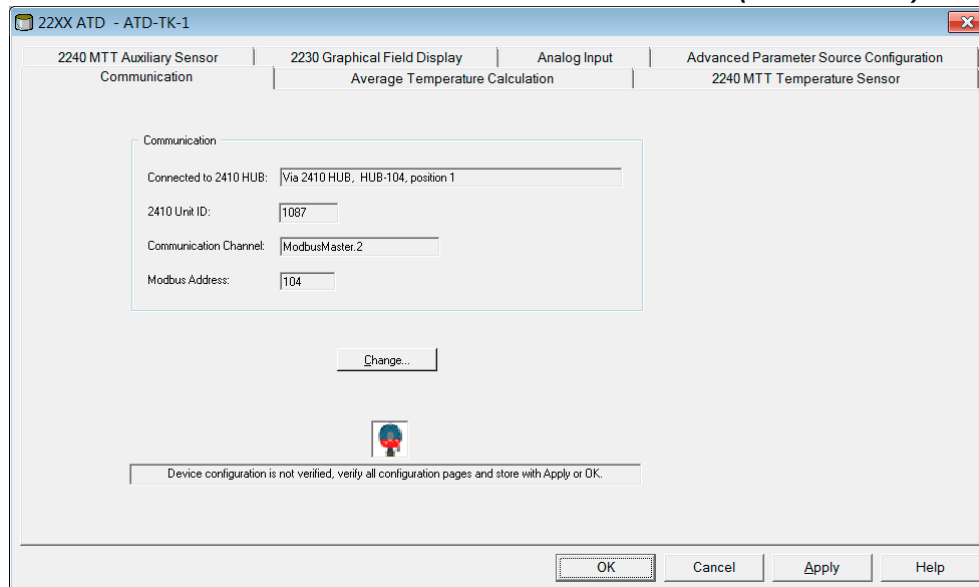 22XX ATD - ATD-TK-1
2240 MTT Auxiliary Sensor 2230 Graphical Field Display Analog Input Advanced Parameter Source Configuration
Communication Average Temperature Calculation 2240 MTT Temperature Sensor
Communication
Connected to 2410 HUB: Via 2410 HUB, HUB-104, position 1
2410 Unit ID: 1087
Communication Channel: ModbusMaster.2
Modbus Address: 104
Change...
Device configuration is not verified, verify all configuration pages and store with Apply or OK.
OK Cancel Apply Help